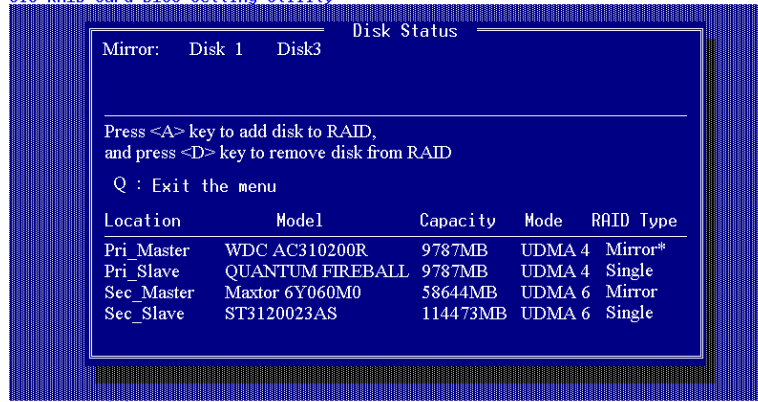 Disk Status
Mirror: Disk 1 Disk3
Press <A> key to add disk to RAID,
and press <D> key to remove disk from RAID
Q : Exit the menu
Location Model Capacity Mode RAID Type
Pri_Master WDC AC310200R 9787MB UDMA 4 Mirror*
Pri_Slave QUANTUM FIREBALL 9787MB UDMA 4 Single
Sec_Master Maxtor 6Y060M0 58644MB UDMA 6 Mirror
Sec_Slave ST3120023AS 114473MB UDMA 6 Single